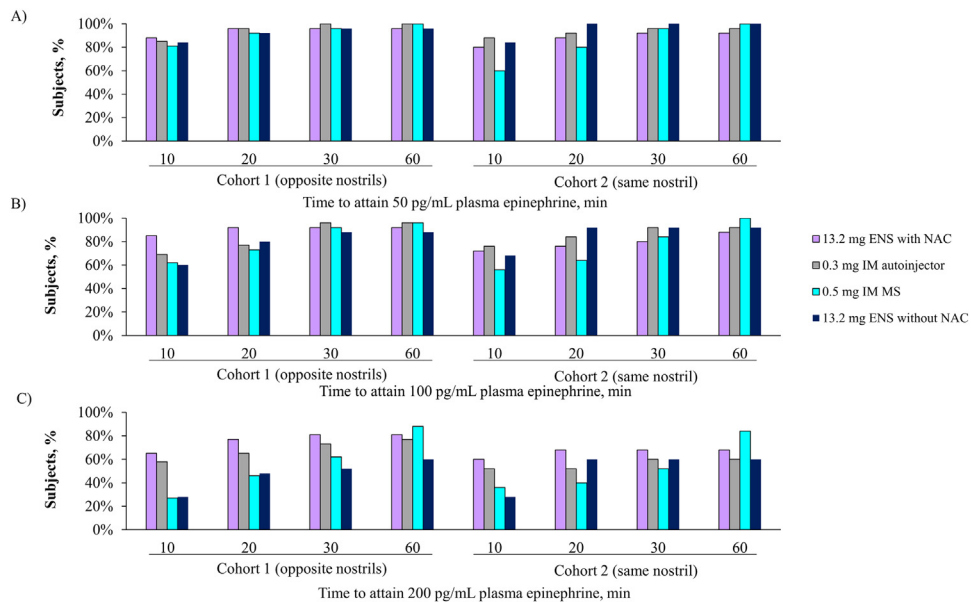 A)
Subjects, %
100%
80%
60%
40%
20%
0%
10 20 30 60 10 20 30 60
Cohort 1 (opposite nostrils) Cohort 2 (same nostril)
Time to attain 50 pg/mL plasma epinephrine, min
B)
100%
80%
60%
40%
20%
0%
10 20 30 60 10 20 30 60
Cohort 1 (opposite nostrils) Cohort 2 (same nostril)
Time to attain 100 pg/mL plasma epinephrine, min
13.2 mg ENS with NAC
0.3 mg IM autoinjector
0.5 mg IM MS
13.2 mg ENS without NAC
C)
Subjects, %
100%
80%
60%
40%
20%
0%
10 20 30 60 10 20 30 60
Cohort 1 (opposite nostrils) Cohort 2 (same nostril)
Time to attain 200 pg/mL plasma epinephrine, min